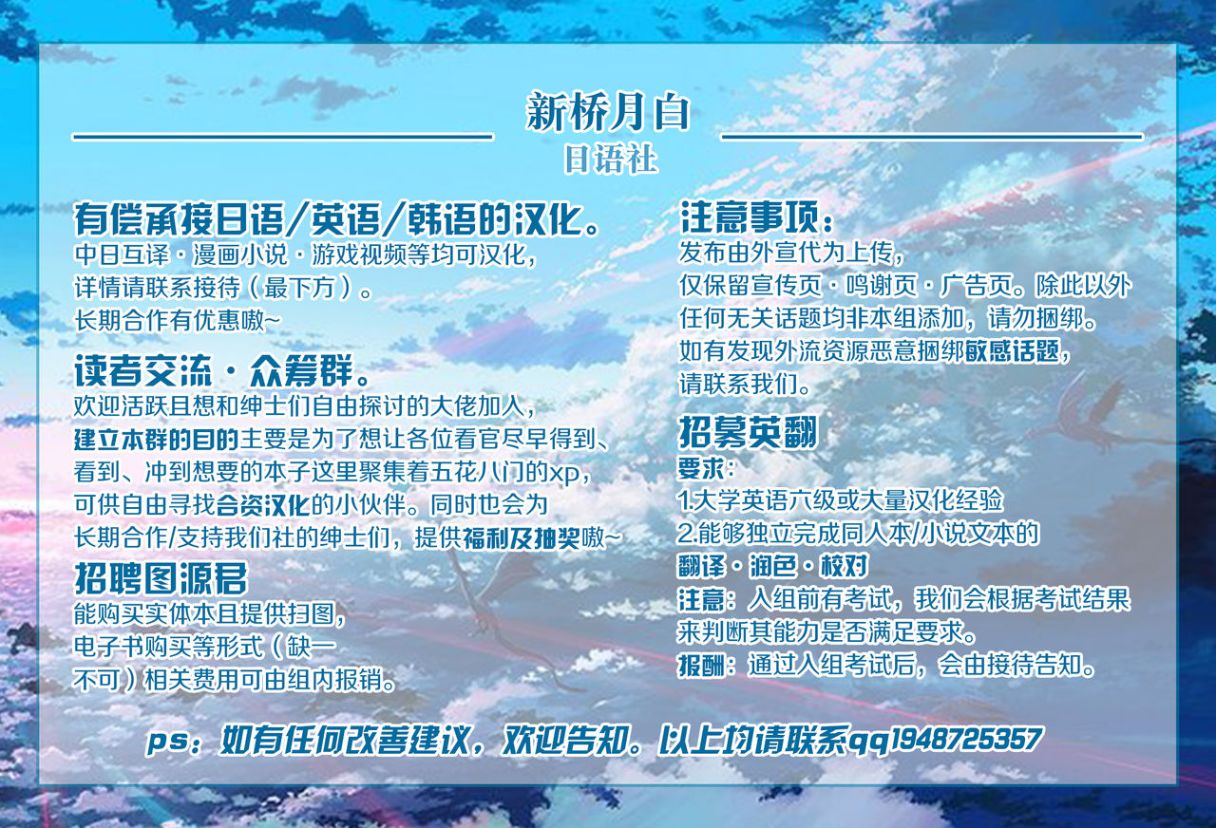 新桥月白
日语社
有偿承接日语/英语/韩语的汉化。
中日互译·漫画小说·游戏视频等均可汉化，
详情请联系接待（最下方）。
长期合作有优惠嗷~
读者交流·众筹群。
欢迎活跃且想和绅士们自由探讨的大佬加入，
建立本群的目的主要是为了想让各位看官尽早得到、
看到、冲到想要的本子这里聚集着五花八门的xp，
可供自由寻找合资汉化的小伙伴。同时也会为
长期合作/支持我们社的绅士们，提供福利及抽奖嗷~
招聘图源君
能购买实体本且提供扫图，
电子书购买等形式（缺一
不可）相关费用可由组内报销。
注意事项：
发布由外宣代为上传，
仅保留宣传页·鸣谢页·广告页。除此以外
任何无关话题均非本组添加，请勿捆绑。
如有发现外流资源恶意捆绑敏感话题，
请联系我们。
招募英翻
要求：
1.大学英语六级或大量汉化经验
2.能够独立完成同人本/小说文本的
翻译·润色·校对
注意：入组前有考试，我们会根据考试结果
来判断其能力是否满足要求。
报酬：通过入组考试后，会由接待告知。
ps：如有任何改善建议，欢迎告知。以上均请联系qq1948725357